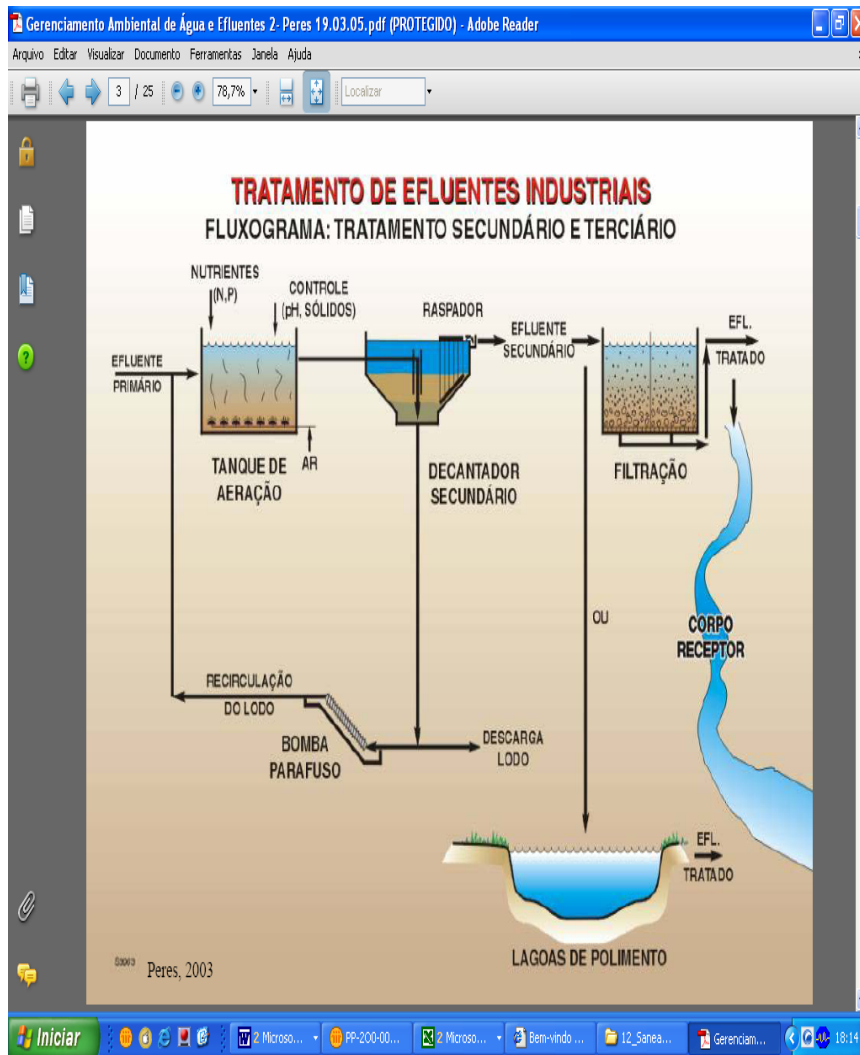 Gerenciamento Ambiental de Água e Efluentes 2- Peres 19.03.05.pdf (PROTEGIDO) - Adobe Reader
Arquivo Editar Visualizar Documento Ferramentas Janela Ajuda
3 / 25 78,7% Localizar
TRATAMENTO DE EFLUENTES INDUSTRIAIS
FLUXOGRAMA: TRATAMENTO SECUNDÁRIO E TERCIÁRIO
NUTRIENTES
(N,P)
CONTROLE
(pH, SÓLIDOS)
RASPADOR
EFLUENTE
SECUNDÁRIO
EFL.
TRATADO
EFLUENTE
PRIMÁRIO
TANQUE DE
AERAÇÃO
AR
DECANTADOR
SECUNDÁRIO
FILTRAÇÃO
OU
CORPO
RECEPTOR
RECIRCULAÇÃO
DO LODO
BOMBA
PARAFUSO
DESCARGA
LODO
EFL.
TRATADO
LAGOAS DE POLIMENTO
Peres, 2003
Iniciar 2 Microso... PP-200-00... 2 Microso... Bem-vindo ... 12_Sanea... Gerenciam... 18:14